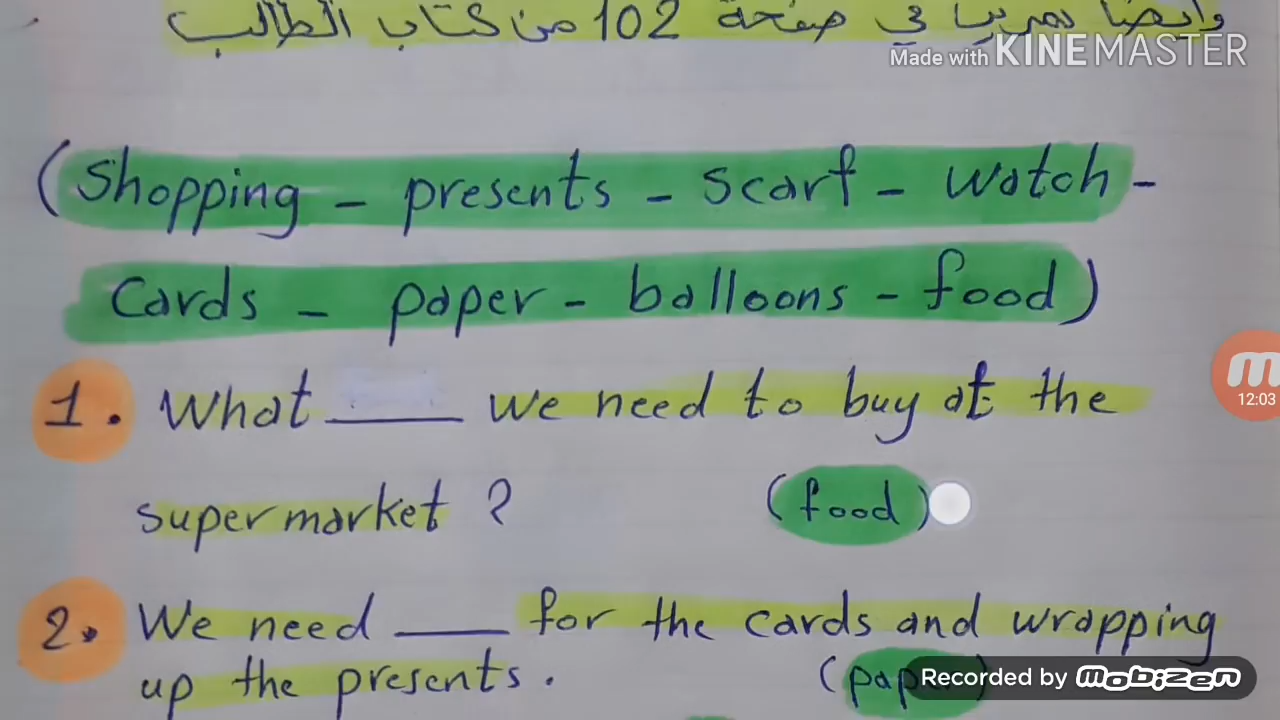 وايضا تمرين في صفحة 102 من كتاب الطالب
Made with KINEMASTER
(Shopping - presents - scarf - watch -
Cards - paper - balloons - food)
1. What ____ we need to buy at the
supermarket ? (food)
12:03
2. We need ____ for the cards and wrapping
up the presents. (paper)
Recorded by mobizen